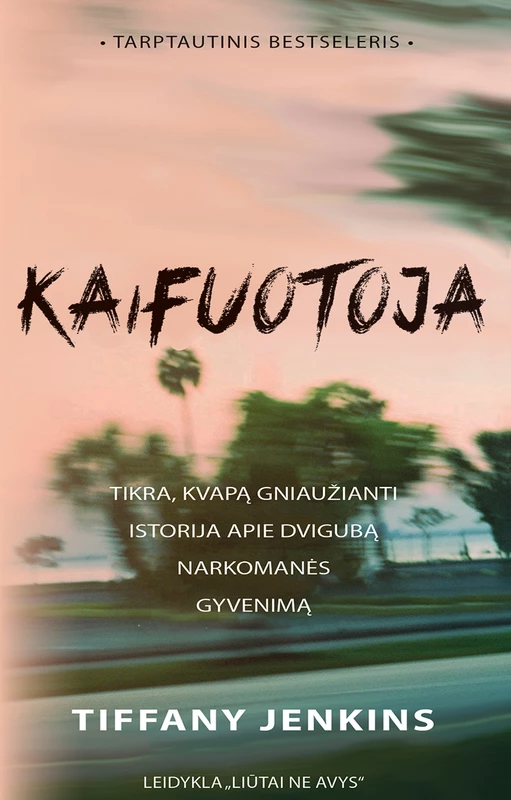 • TARPTAUTINIS BESTSELERIS •
KAiFUOTOJA
TIKRA, KVAPĄ GNIAUŽIANTI
ISTORIJA APIE DVIGUBĄ
NARKOMANĖS
GYVENIMĄ
TIFFANY JENKINS
LEIDYKLA „LIŪTAI NE AVYS“